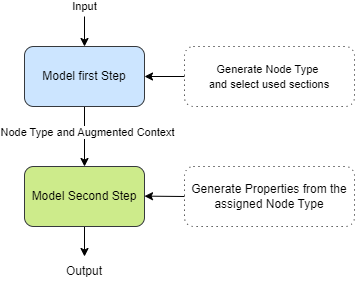 Input
Model first Step
Generate Node Type
and select used sections
Node Type and Augmented Context
Model Second Step
Generate Properties from the
assigned Node Type
Output